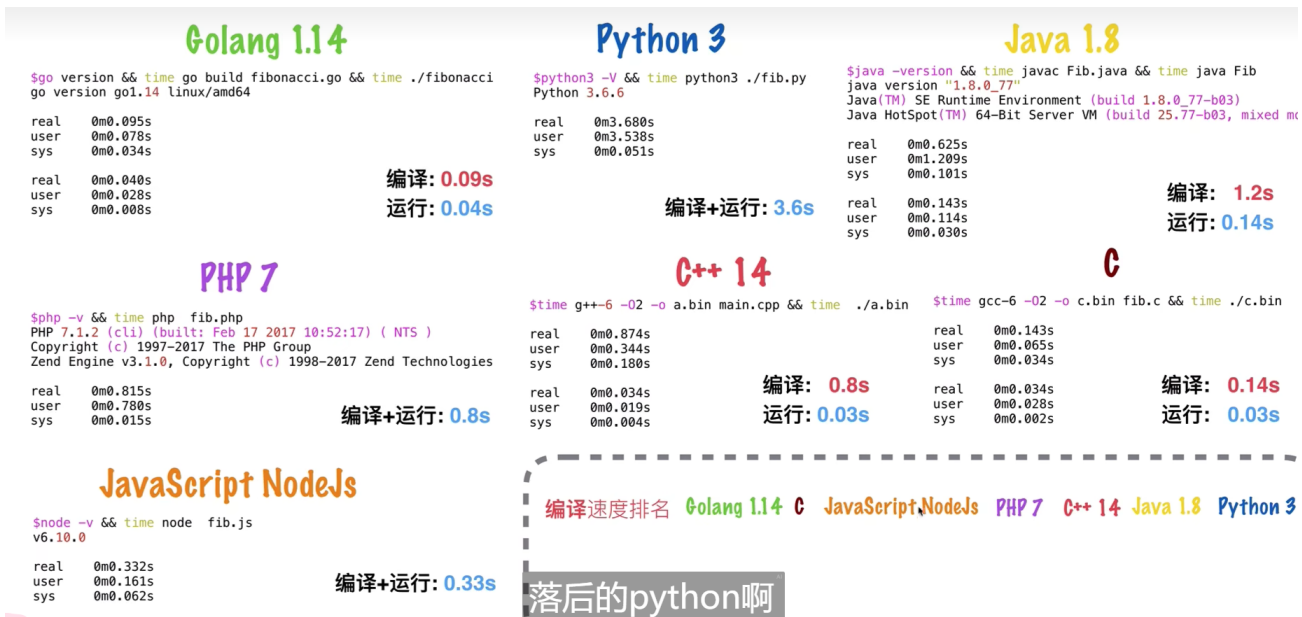 Golang 1.14
$go version && time go build fibonacci.go && time ./fibonacci
go version go1.14 linux/amd64
real 0m0.095s
user 0m0.078s
sys 0m0.034s
real 0m0.040s
user 0m0.028s
sys 0m0.008s
编译: 0.09s
运行: 0.04s
Python 3
$python3 -V && time python3 ./fib.py
Python 3.6.6
real 0m3.680s
user 0m3.538s
sys 0m0.051s
编译+运行: 3.6s
Java 1.8
$java -version && time javac Fib.java && time java Fib
java version "1.8.0_77"
Java(TM) SE Runtime Environment (build 1.8.0_77-b03)
Java HotSpot(TM) 64-Bit Server VM (build 25.77-b03, mixed
real 0m0.625s
user 0m1.209s
sys 0m0.101s
real 0m0.143s
user 0m0.114s
sys 0m0.030s
编译: 1.2s
运行: 0.14s
PHP 7
$php -v && time php fib.php
PHP 7.1.2 (cli) (built: Feb 17 2017 10:52:17) ( NTS )
Copyright (c) 1997-2017 The PHP Group
Zend Engine v3.1.0, Copyright (c) 1998-2017 Zend Technologies
real 0m0.815s
user 0m0.780s
sys 0m0.015s
编译+运行: 0.8s
C++ 14
$time g++-6 -O2 -o a.bin main.cpp && time ./a.bin
real 0m0.874s
user 0m0.344s
sys 0m0.180s
real 0m0.034s
user 0m0.019s
sys 0m0.004s
编译: 0.8s
运行: 0.03s
C
$time gcc-6 -O2 -o c.bin fib.c && time ./c.bin
real 0m0.143s
user 0m0.065s
sys 0m0.034s
real 0m0.034s
user 0m0.028s
sys 0m0.002s
编译: 0.14s
运行: 0.03s
JavaScript NodeJs
$node -v && time node fib.js
v6.10.0
real 0m0.332s
user 0m0.161s
sys 0m0.062s
编译+运行: 0.33s
编译速度排名 Golang 1.14 C JavaScript NodeJs PHP 7 C++ 14 Java 1.8 Python 3
落后的python啊